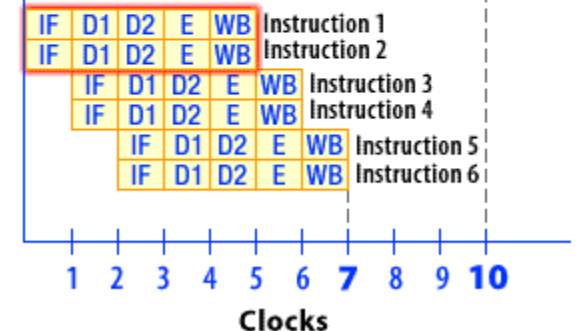 IF D1 D2 E WB Instruction 1
IF D1 D2 E WB Instruction 2
IF D1 D2 E WB Instruction 3
IF D1 D2 E WB Instruction 4
IF D1 D2 E WB Instruction 5
IF D1 D2 E WB Instruction 6
1 2 3 4 5 6 7 8 9 10
Clocks